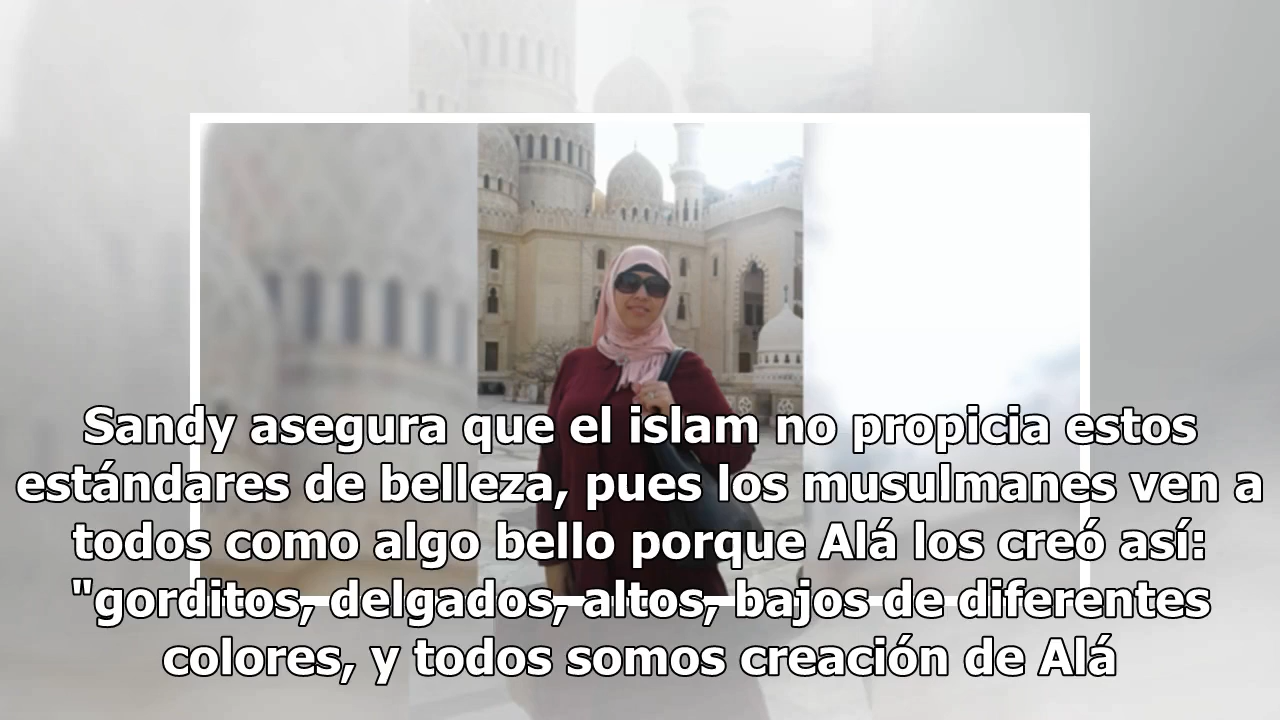 Sandy asegura que el islam no propicia estos
estándares de belleza, pues los musulmanes ven a
todos como algo bello porque Alá los creó así:
"gorditos, delgados, altos, bajos de diferentes
colores, y todos somos creación de Alá